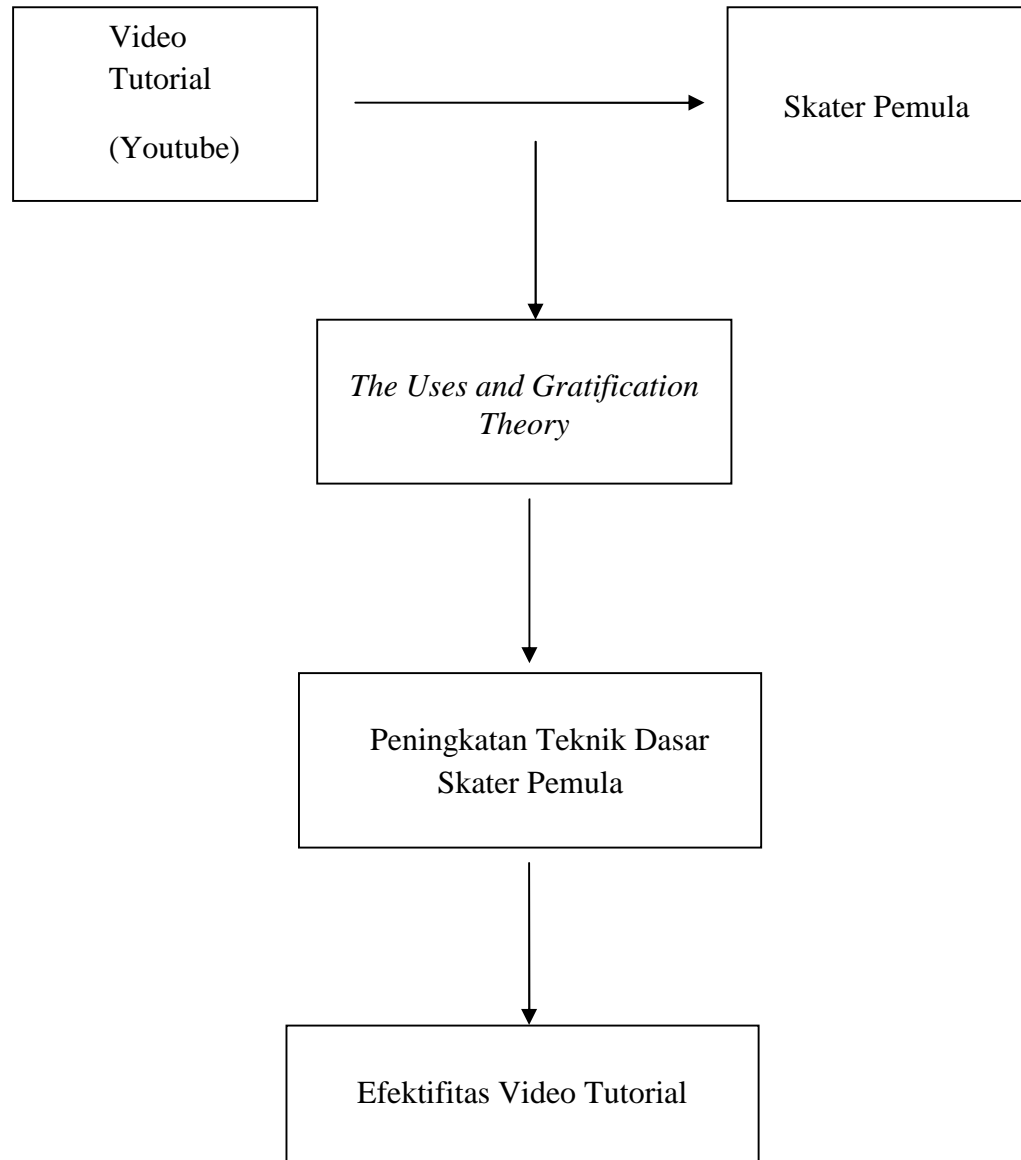 Video
Tutorial
(Youtube)
Skater Pemula
The Uses and Gratification
Theory
Peningkatan Teknik Dasar
Skater Pemula
Efektifitas Video Tutorial